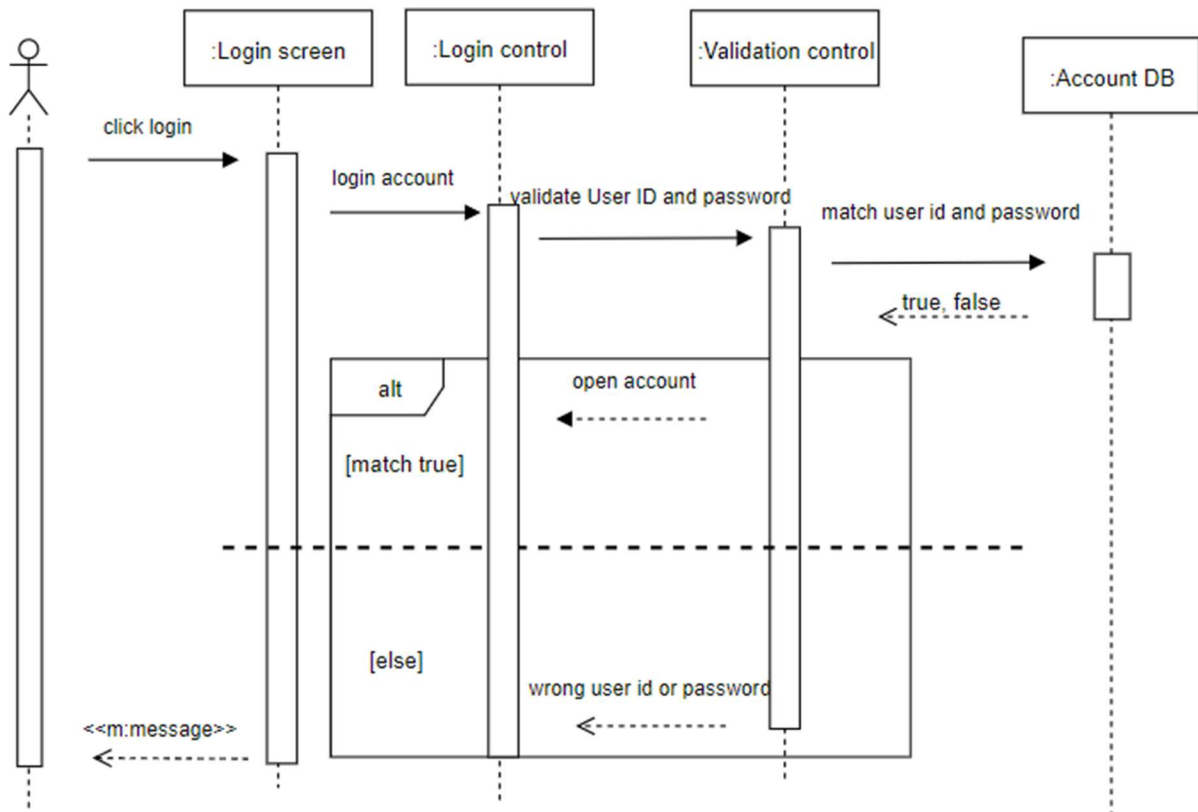 :Login screen
:Login control
:Validation control
:Account DB
click login
login account
validate User ID and password
match user id and password
true, false
alt
open account
[match true]
[else]
wrong user id or password
<<m:message>>